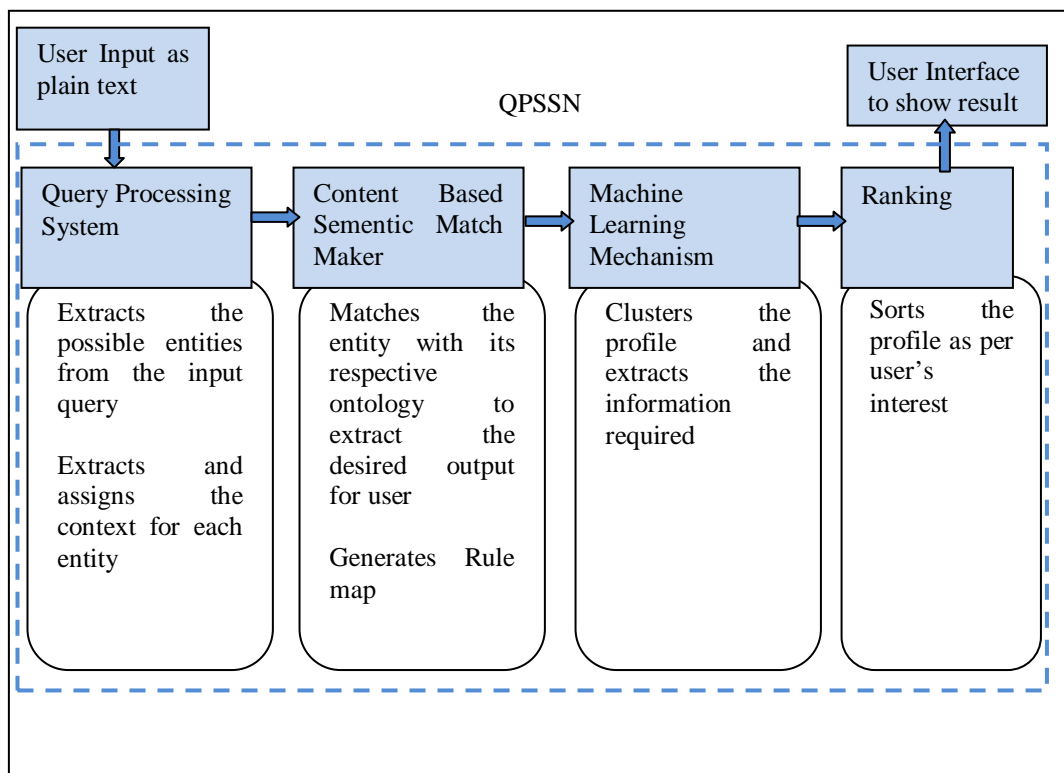 User Input as
plain text
QPSSN
User Interface
to show result
Query Processing
System
Content Based
Sementic Match
Maker
Machine
Learning
Mechanism
Ranking
Extracts the
possible entities
from the input
query
Extracts and
assigns the
context for each
entity
Matches the
entity with its
respective
ontology to
extract the
desired output
for user
Generates Rule
map
Clusters the
profile and
extracts the
information
required
Sorts the
profile as per
user's
interest